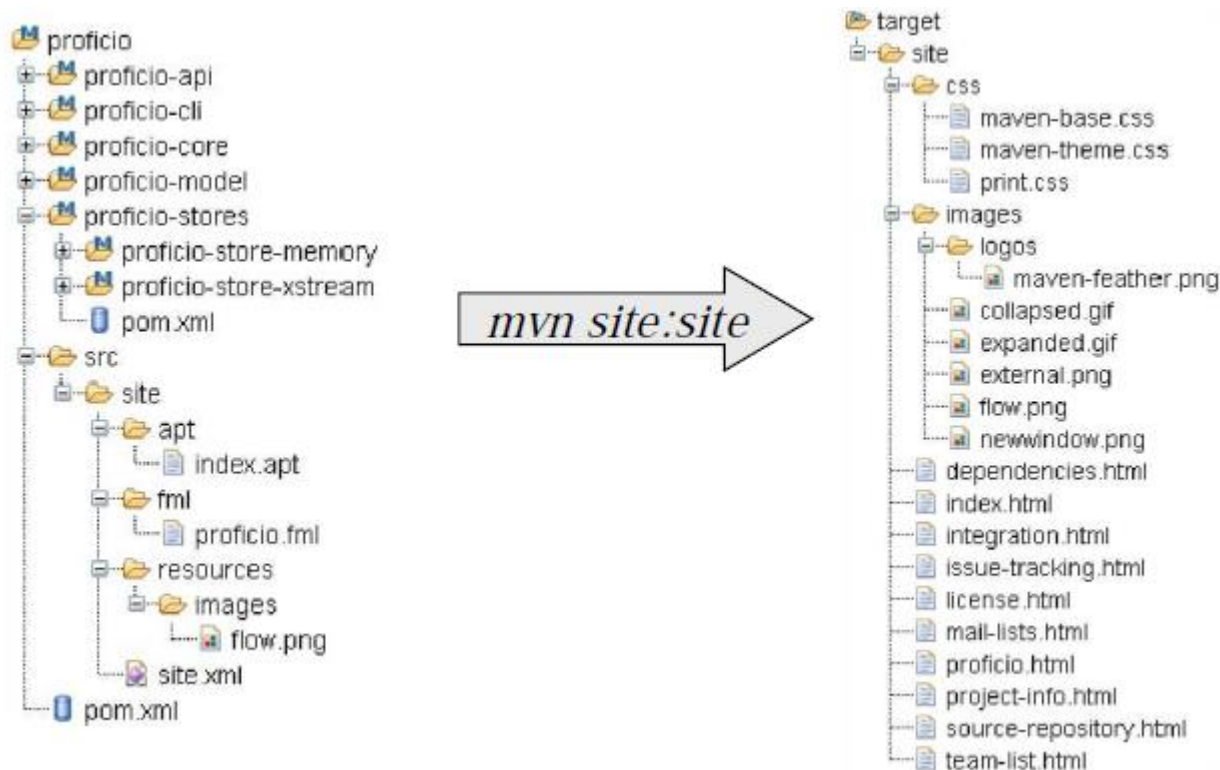 proficio
proficio-api
proficio-cli
proficio-core
proficio-model
proficio-stores
proficio-store-memory
proficio-store-xstream
pom.xml
src
site
apt
index.apt
fml
proficio.fml
resources
images
flow.png
site.xml
pom.xml
mvn site:site
target
site
css
maven-base.css
maven-theme.css
print.css
images
logos
maven-feather.png
collapsed.gif
expanded.gif
external.png
flow.png
newwindow.png
dependencies.html
index.html
integration.html
issue-tracking.html
license.html
mail-lists.html
proficio.html
project-info.html
source-repository.html
team-list.html